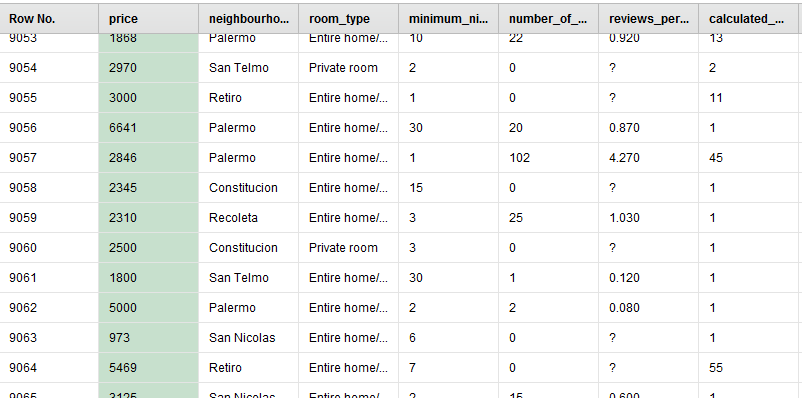 Row No. price neighbourho... room_type minimum_ni... number_of_... reviews_per... calculated_...
9053 1868 Palermo Entire home/... 10 22 0.920 13
9054 2970 San Telmo Private room 2 0 ? 2
9055 3000 Retiro Entire home/... 1 0 ? 11
9056 6641 Palermo Entire home/... 30 20 0.870 1
9057 2846 Palermo Entire home/... 1 102 4.270 45
9058 2345 Constitucion Entire home/... 15 0 ? 1
9059 2310 Recoleta Entire home/... 3 25 1.030 1
9060 2500 Constitucion Private room 3 0 ? 1
9061 1800 San Telmo Entire home/... 30 1 0.120 1
9062 5000 Palermo Entire home/... 2 2 0.080 1
9063 973 San Nicolas Entire home/... 6 0 ? 1
9064 5469 Retiro Entire home/... 7 0 ? 55
9065 3125 San Nicolas Entire home/... 2 15 0.600 1